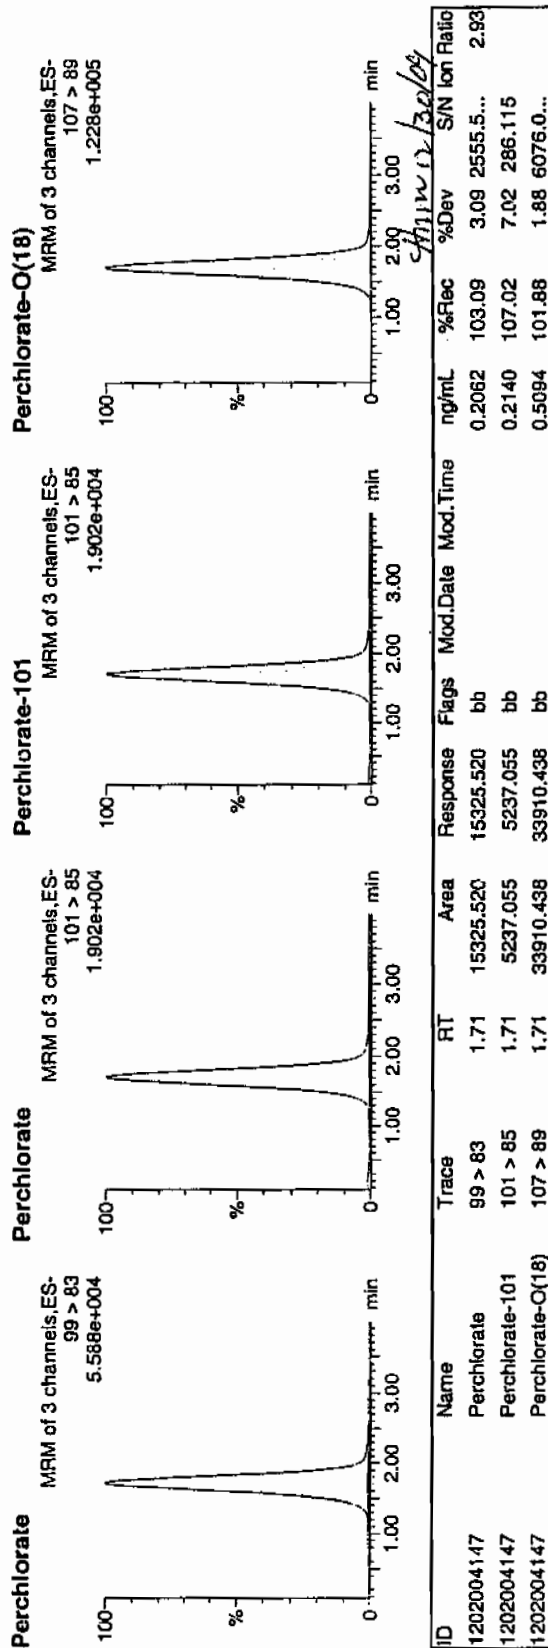 Perchlorate
MRM of 3 channels,ES-
99 > 83
5.588e+004
100
%
0
1.00 2.00 3.00 min
Perchlorate
MRM of 3 channels,ES-
101 > 85
1.902e+004
100
%
0
1.00 2.00 3.00 min
Perchlorate-101
MRM of 3 channels,ES-
101 > 85
1.902e+004
100
%
0
1.00 2.00 3.00 min
Perchlorate-O(18)
MRM of 3 channels,ES-
107 > 89
1.228e+005
100
%
0
1.00 2.00 3.00 min
12/30/09
ID Name Trace RT Area Response Flags Mod.Date Mod.Time ng/mL %Rec %Dev S/N Ion Ratio
1202004147 Perchlorate 99 > 83 1.71 15325.520 15325.520 bb 0.2062 103.09 3.09 2555.5... 2.93
1202004147 Perchlorate-101 101 > 85 1.71 5237.055 5237.055 bb 0.2140 107.02 7.02 286.115
1202004147 Perchlorate-O(18) 107 > 89 1.71 33910.438 33910.438 bb 0.5094 101.88 1.88 6076.0...